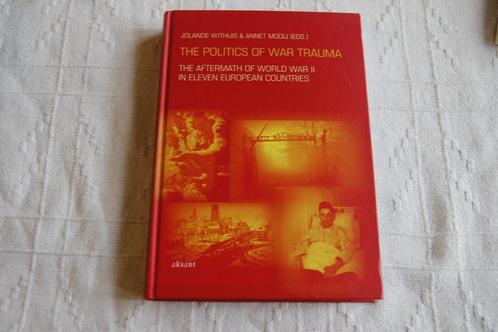 JOLANDE WITHUIS & ANNET MOOIJ (EDS.)
THE POLITICS OF WAR TRAUMA
THE AFTERMATH OF WORLD WAR II
IN ELEVEN EUROPEAN COUNTRIES
aksant